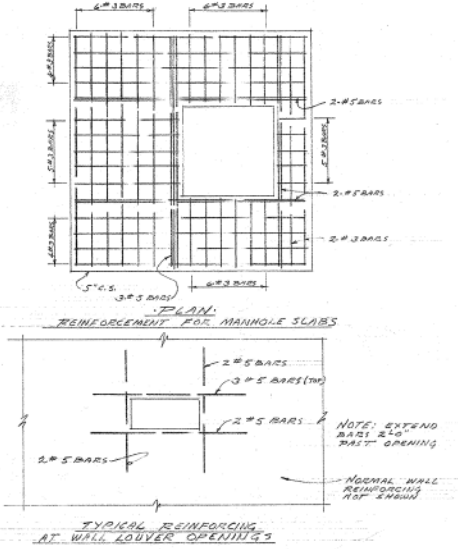 6-#3 BARS
6-#3 BARS
6-#3 BARS
5-#3 BARS
6-#3 BARS
2-#5 BARS
5-#3 BARS
2-#5 BARS
2-#3 BARS
5" C.S.
3-#5 BARS
6-#3 BARS
PLAN
REINFORCEMENT FOR MANHOLE SLABS
2 #5 BARS
3 #5 BARS (TOP)
2 #5 BARS
2 #5 BARS
NOTE: EXTEND
BARS 2'-0"
PAST OPENING
NORMAL WALL
REINFORCING
NOT SHOWN
TYPICAL REINFORCING
AT WALL LOUVER OPENINGS